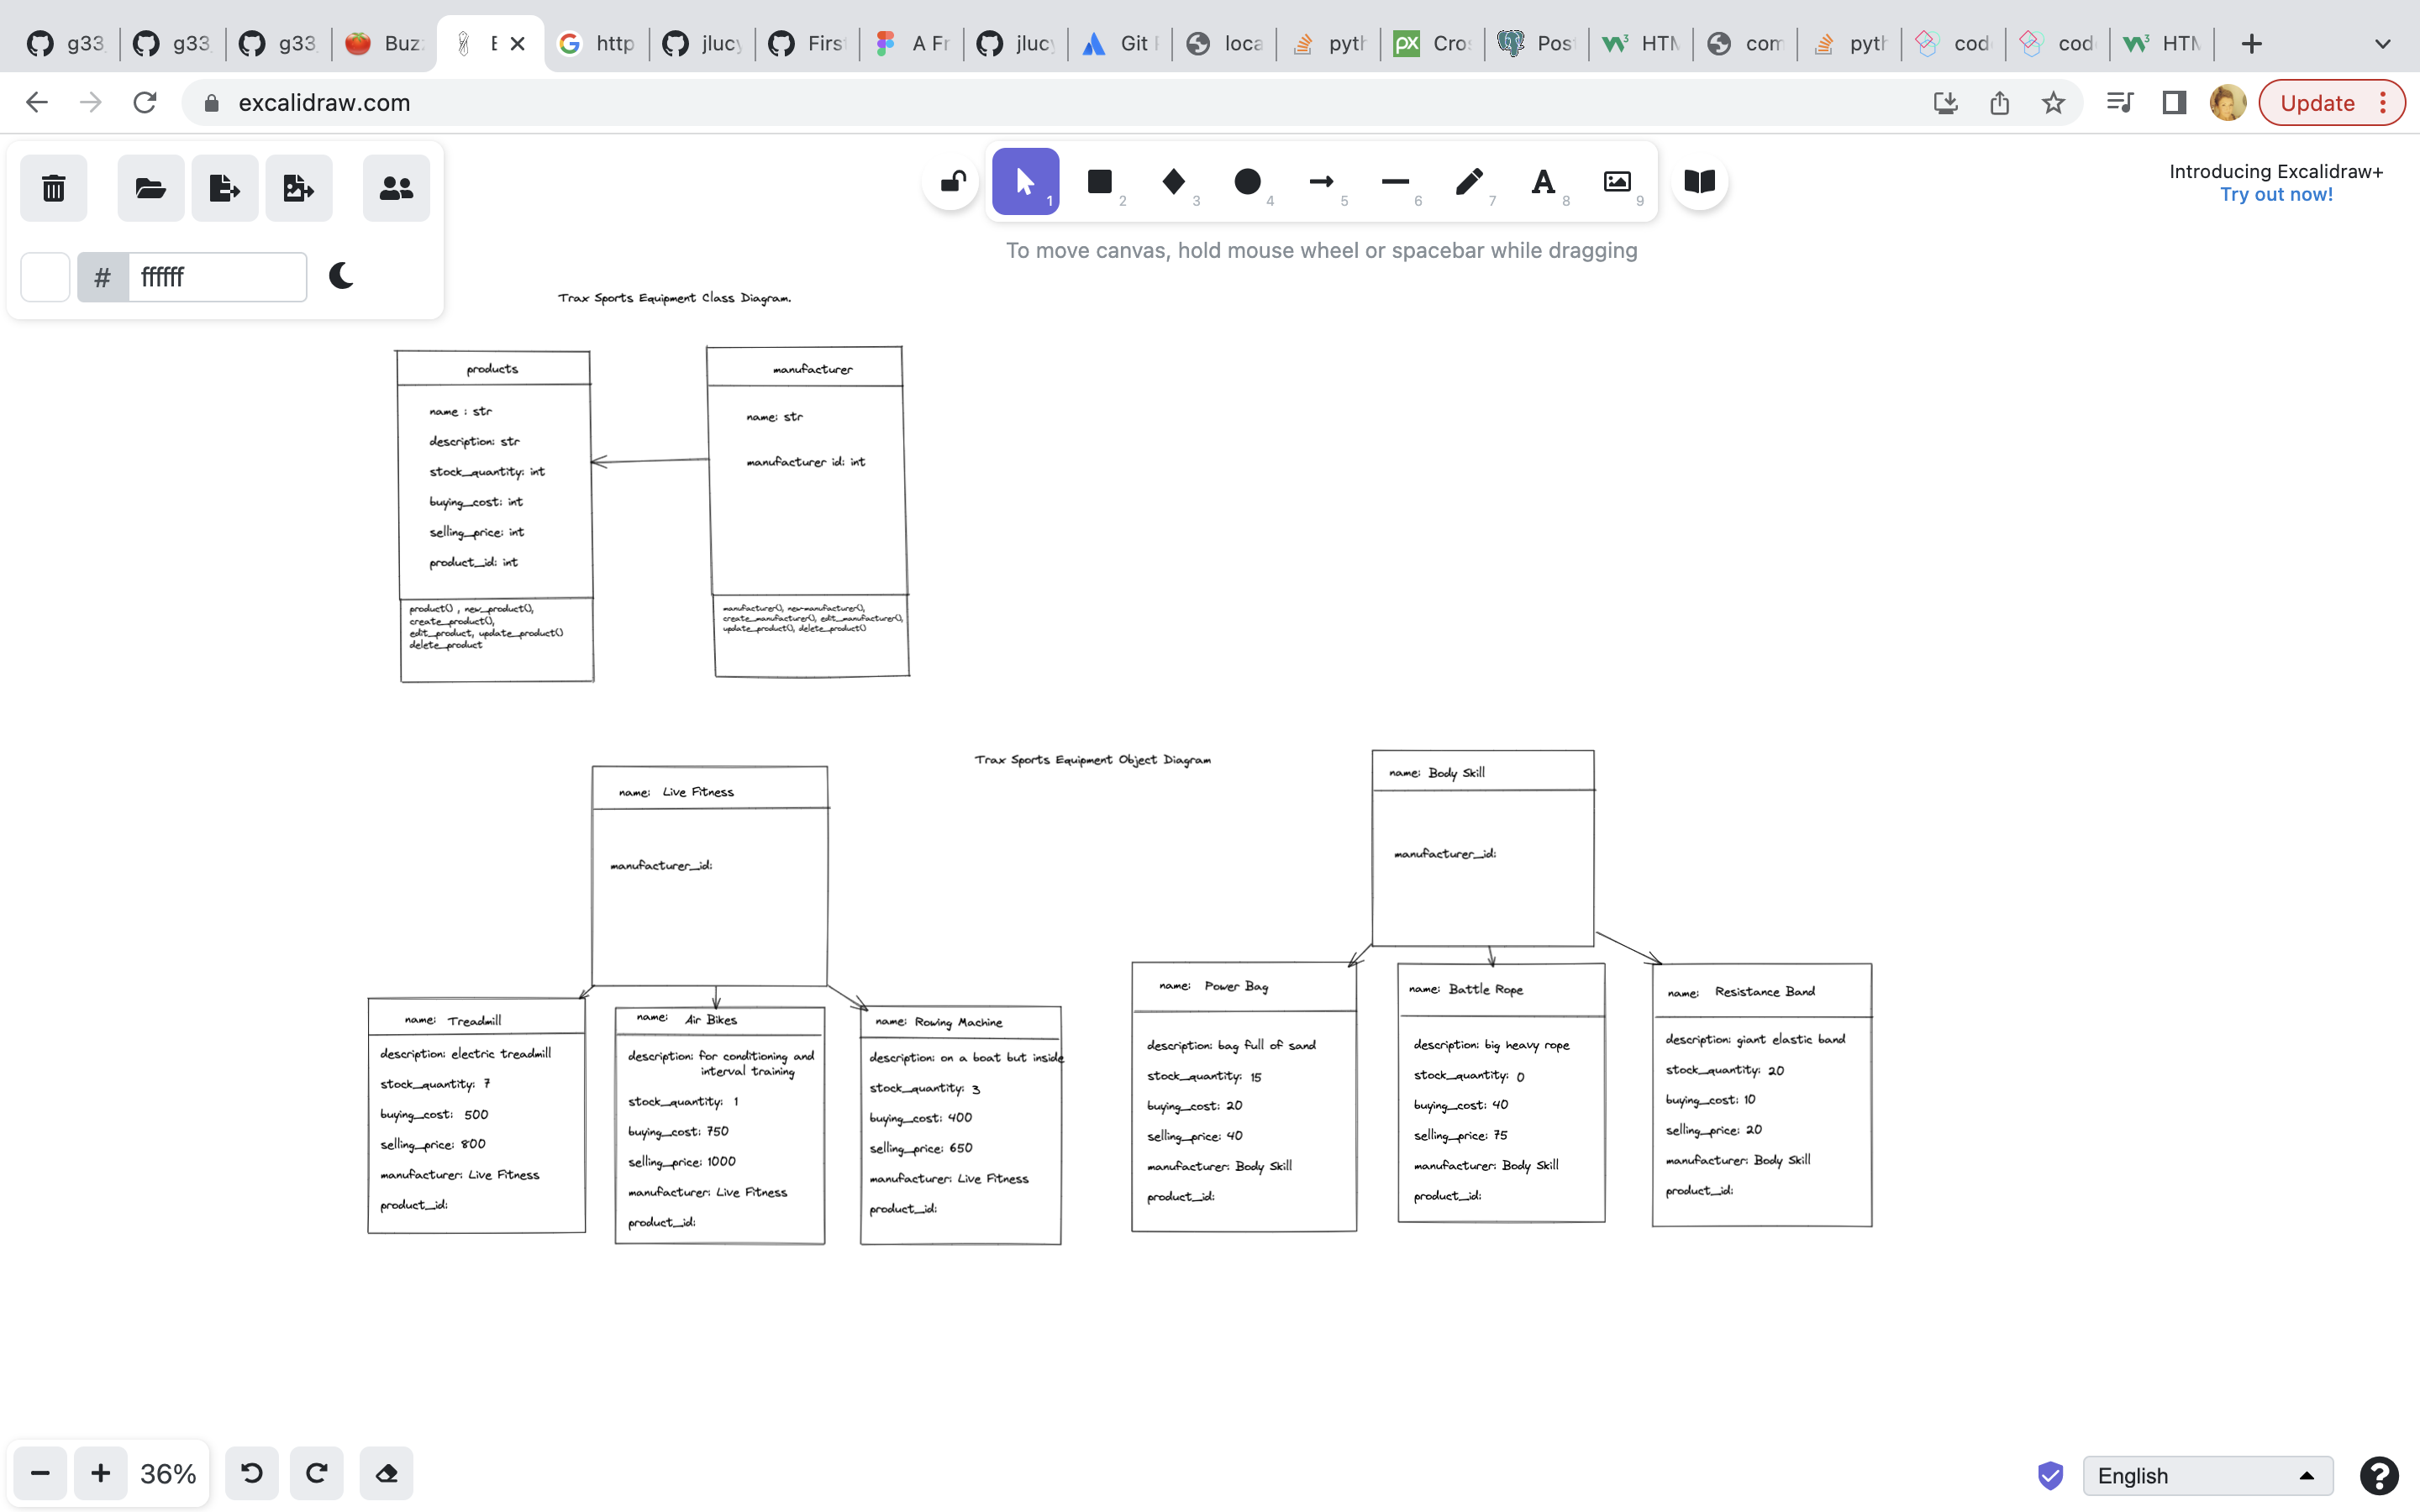 g33
g33
g33
Buz
E
http
jlucy
Firs
A Fr
jluc
Git
loca
pyth
Cro
Pos
HTM
com
pyth
cod
cod
HTM
excalidraw.com
Update
1
2
3
4
5
6
7
A
8
9
Introducing Excalidraw+
Try out now!
#
ffffff
To move canvas, hold mouse wheel or spacebar while dragging
Trax Sports Equipment Class Diagram.
products
name : str
description: str
stock_quantity: int
buying_cost: int
selling_price: int
product_id: int
product() , new_product(),
create_product(),
edit_product, update_product()
delete_product
manufacturer
name: str
manufacturer id: int
manufacturer(), new-manufacturer(),
create_manufacturer(), edit_manufacturer(),
update_product(), delete_product()
Trax Sports Equipment Object Diagram
name: Live Fitness
manufacturer_id:
name: Treadmill
description: electric treadmill
stock_quantity: 7
buying_cost: 500
selling_price: 800
manufacturer: Live Fitness
product_id:
name: Air Bikes
description: for conditioning and
interval training
stock_quantity: 1
buying_cost: 750
selling_price: 1000
manufacturer: Live Fitness
product_id:
name: Rowing Machine
description: on a boat but inside
stock_quantity: 3
buying_cost: 400
selling_price: 650
manufacturer: Live Fitness
product_id:
name: Body Skill
manufacturer_id:
name: Power Bag
description: bag full of sand
stock_quantity: 15
buying_cost: 20
selling_price: 40
manufacturer: Body Skill
product_id:
name: Battle Rope
description: big heavy rope
stock_quantity: 0
buying_cost: 40
selling_price: 75
manufacturer: Body Skill
product_id:
name: Resistance Band
description: giant elastic band
stock_quantity: 20
buying_cost: 10
selling_price: 20
manufacturer: Body Skill
product_id:
36%
English
?